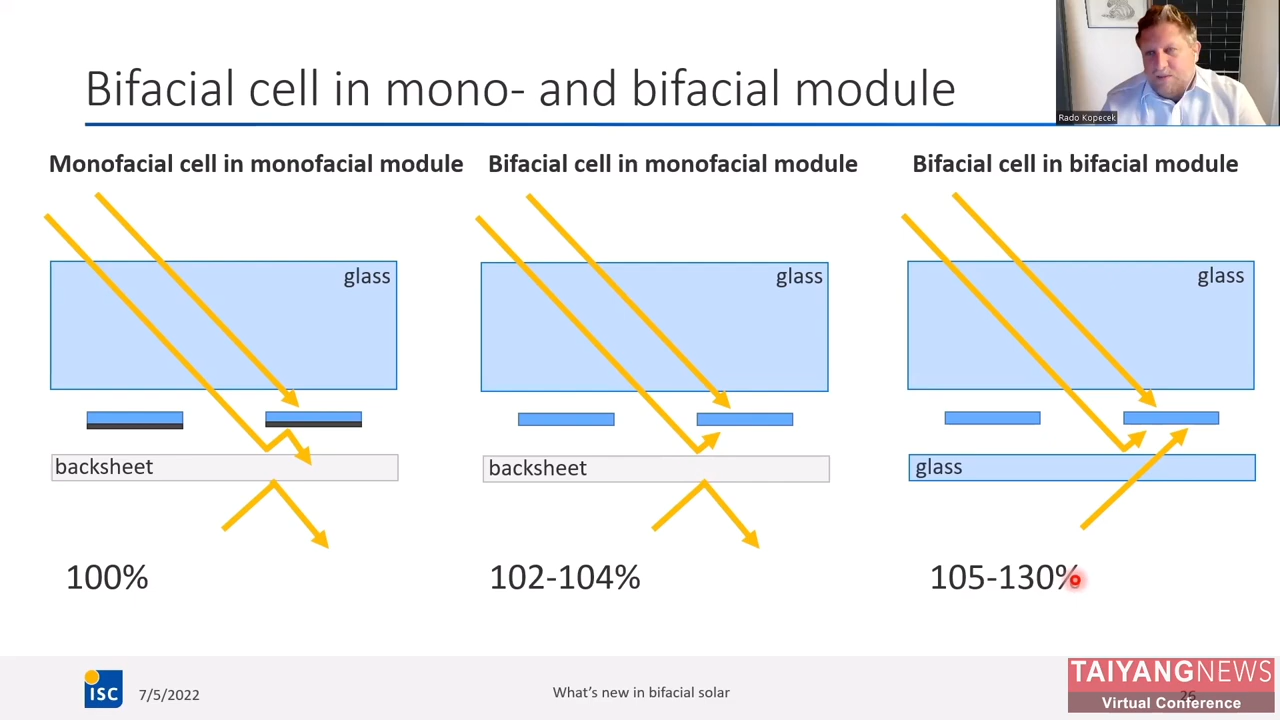 Bifacial cell in mono- and bifacial module
Rado Kopecek
Monofacial cell in monofacial module
Bifacial cell in monofacial module
Bifacial cell in bifacial module
glass
glass
glass
backsheet
backsheet
glass
100%
102-104%
105-130%
ISC
7/5/2022
What's new in bifacial solar
25
TAIYANGNEWS
Virtual Conference